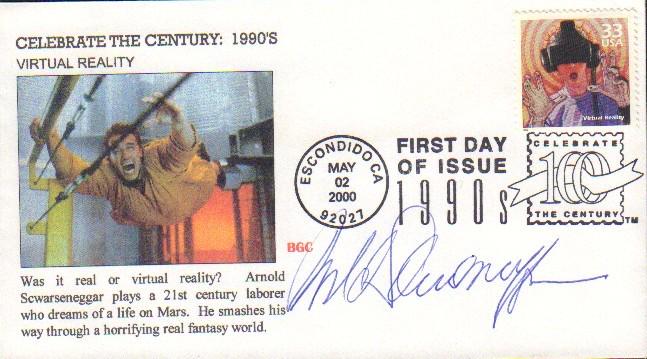 CELEBRATE THE CENTURY: 1990'S
VIRTUAL REALITY
33
USA
Virtual Reality
ESCONDIDO CA
MAY
02
2000
92027
FIRST DAY
OF ISSUE
1990s
CELEBRATE
100
THE CENTURY
TM
BGC
Was it real or virtual reality? Arnold
Scwarseneggar plays a 21st century laborer
who dreams of a life on Mars. He smashes his
way through a horrifying real fantasy world.